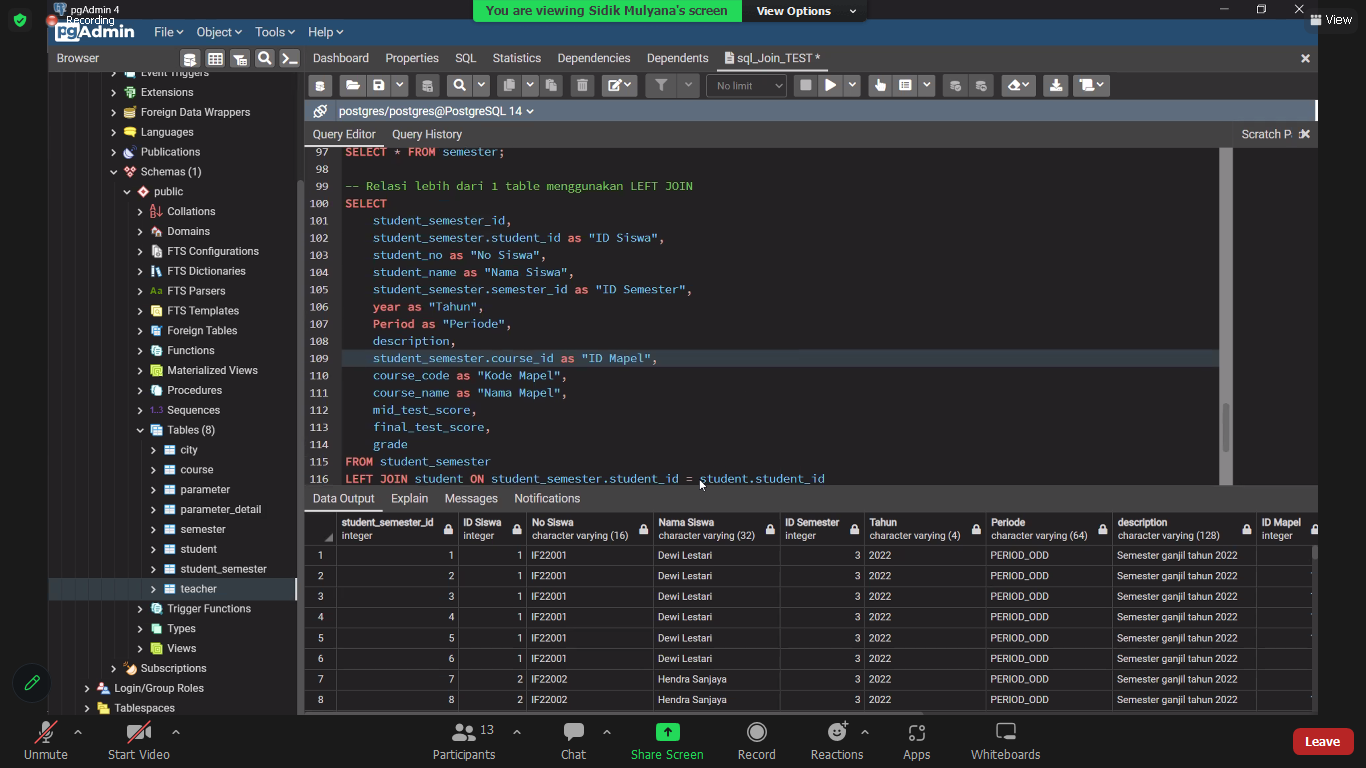 pgAdmin 4
You are viewing Sidik Mulyana's screen
View Options
Recording
View
pgAdmin
File
Object
Tools
Help
Browser
Dashboard
Properties
SQL
Statistics
Dependencies
Dependents
sql_Join_TEST *
No limit
postgres/postgres@PostgreSQL 14
Query Editor
Query History
Scratch P
Event Triggers
Extensions
Foreign Data Wrappers
Languages
Publications
Schemas (1)
public
Collations
Domains
FTS Configurations
FTS Dictionaries
FTS Parsers
FTS Templates
Foreign Tables
Functions
Materialized Views
Procedures
1..3 Sequences
Tables (8)
city
course
parameter
parameter_detail
semester
student
student_semester
teacher
Trigger Functions
Types
Views
Subscriptions
Login/Group Roles
Tablespaces
97 SELECT * FROM semester;
98
99 -- Relasi lebih dari 1 table menggunakan LEFT JOIN
100 SELECT
101 student_semester_id,
102 student_semester.student_id as "ID Siswa",
103 student_no as "No Siswa",
104 student_name as "Nama Siswa",
105 student_semester.semester_id as "ID Semester",
106 year as "Tahun",
107 Period as "Periode",
108 description,
109 student_semester.course_id as "ID Mapel",
110 course_code as "Kode Mapel",
111 course_name as "Nama Mapel",
112 mid_test_score,
113 final_test_score,
114 grade
115 FROM student_semester
116 LEFT JOIN student ON student_semester.student_id = student.student_id
Data Output
Explain
Messages
Notifications
student_semester_id ID Siswa No Siswa Nama Siswa ID Semester Tahun Periode description ID Mapel
integer integer character varying (16) character varying (32) integer character varying (4) character varying (64) character varying (128) integer
1 1 1 IF22001 Dewi Lestari 3 2022 PERIOD_ODD Semester ganjil tahun 2022
2 2 1 IF22001 Dewi Lestari 3 2022 PERIOD_ODD Semester ganjil tahun 2022
3 3 1 IF22001 Dewi Lestari 3 2022 PERIOD_ODD Semester ganjil tahun 2022
4 4 1 IF22001 Dewi Lestari 3 2022 PERIOD_ODD Semester ganjil tahun 2022
5 5 1 IF22001 Dewi Lestari 3 2022 PERIOD_ODD Semester ganjil tahun 2022
6 6 1 IF22001 Dewi Lestari 3 2022 PERIOD_ODD Semester ganjil tahun 2022
7 7 2 IF22002 Hendra Sanjaya 3 2022 PERIOD_ODD Semester ganjil tahun 2022
8 8 2 IF22002 Hendra Sanjaya 3 2022 PERIOD_ODD Semester ganjil tahun 2022
Unmute
Start Video
13
Participants
Chat
Share Screen
Record
Reactions
Apps
Whiteboards
Leave